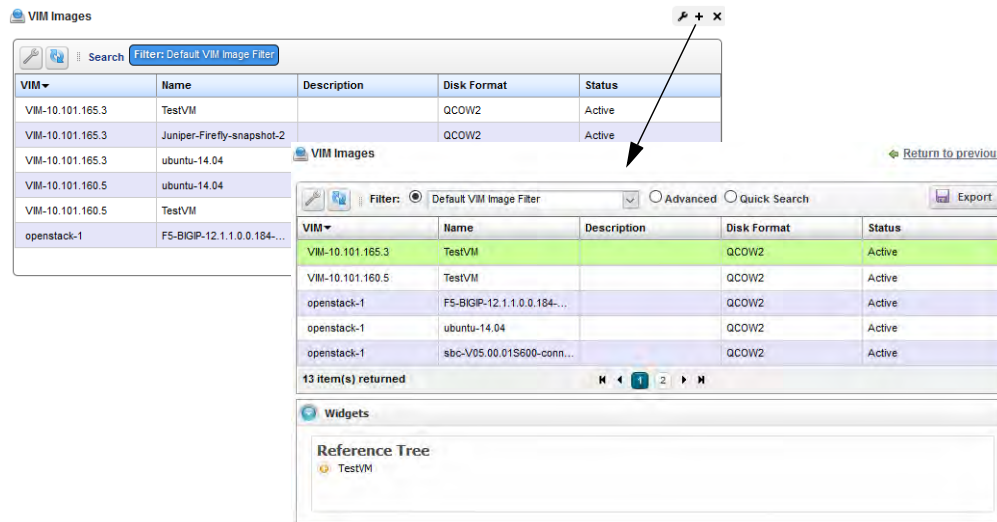 VIM Images
Search Filter: Default VIM Image Filter
VIM Name Description Disk Format Status
VIM-10.101.165.3 TestVM QCOW2 Active
VIM-10.101.165.3 Juniper-Firefly-snapshot-2 QCOW2 Active
VIM-10.101.165.3 ubuntu-14.04
VIM-10.101.160.5 ubuntu-14.04
VIM-10.101.160.5 TestVM
openstack-1 F5-BIGIP-12.1.1.0.0.184-...
VIM Images Return to previou
Filter: Default VIM Image Filter Advanced Quick Search Export
VIM Name Description Disk Format Status
VIM-10.101.165.3 TestVM QCOW2 Active
VIM-10.101.160.5 TestVM QCOW2 Active
openstack-1 F5-BIGIP-12.1.1.0.0.184-... QCOW2 Active
openstack-1 ubuntu-14.04 QCOW2 Active
openstack-1 sbc-V05.00.01S600-conn... QCOW2 Active
13 item(s) returned 1 2
Widgets
Reference Tree
TestVM